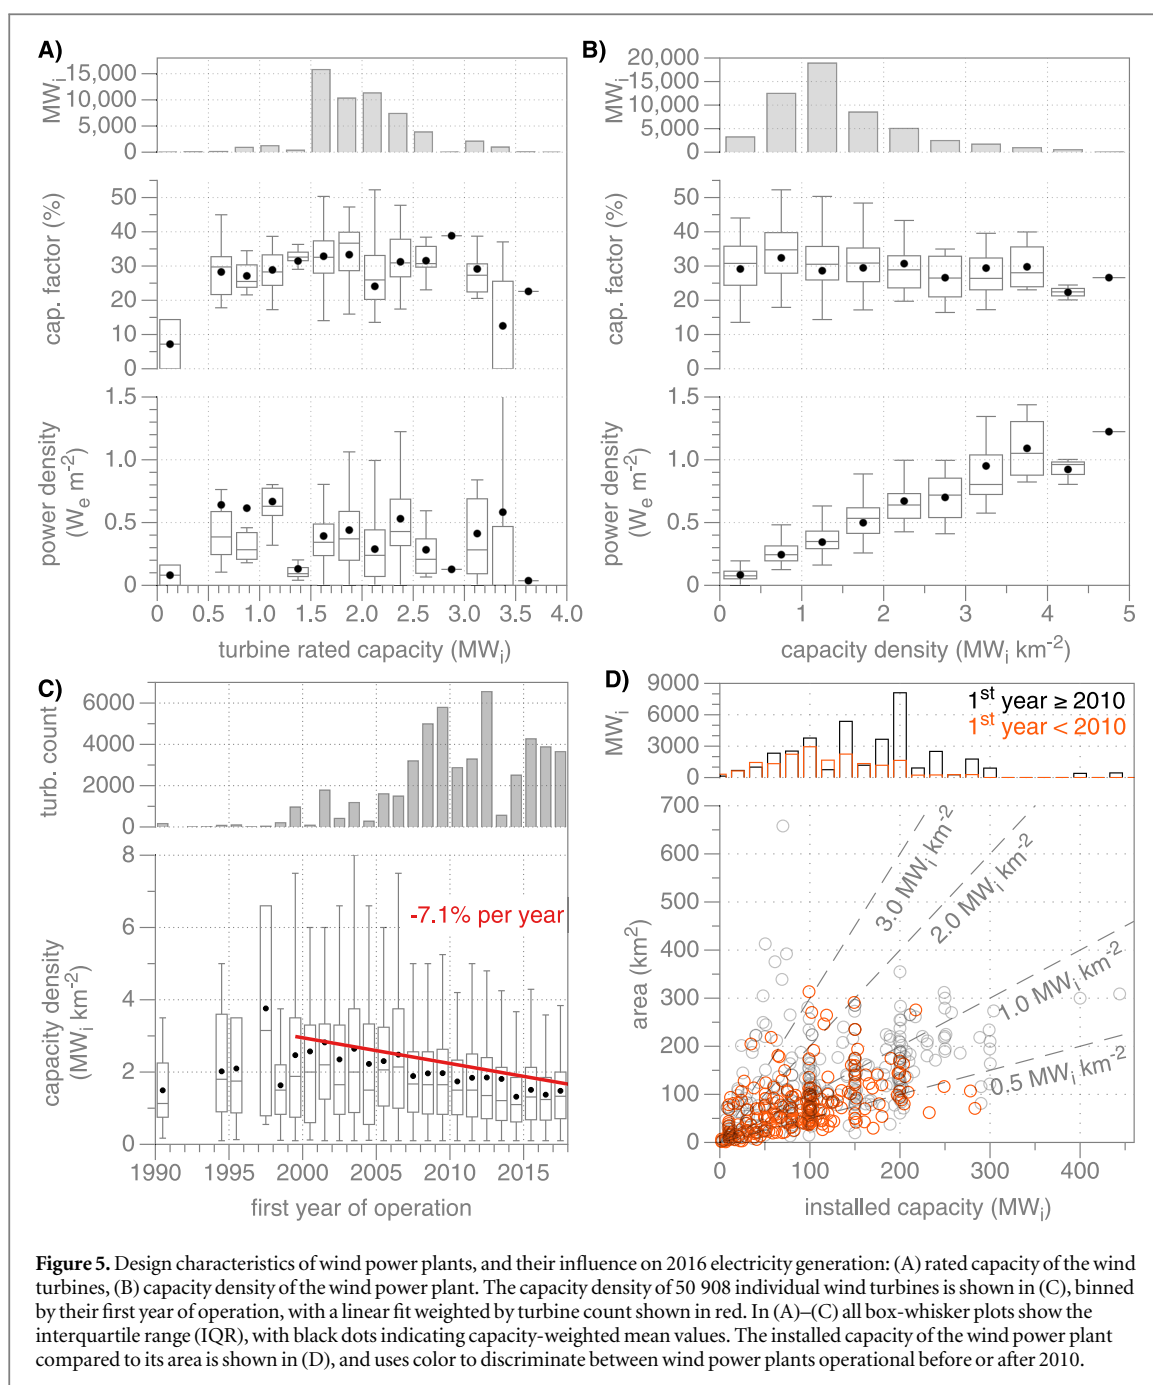 A)
MWi
15,000
10,000
5,000
0
cap. factor (%)
50
40
30
20
10
0
power density
(We m-2)
1.5
1.0
0.5
0
0 0.5 1.0 1.5 2.0 2.5 3.0 3.5 4.0
turbine rated capacity (MWi)
B)
MWi
20,000
15,000
10,000
5,000
0
cap. factor (%)
50
40
30
20
10
0
power density
(We m-2)
1.5
1.0
0.5
0
0 1 2 3 4 5
capacity density (MWi km-2)
C)
turb. count
6000
4000
2000
0
capacity density
(MWi km-2)
8
6
4
2
0
-7.1% per year
1990 1995 2000 2005 2010 2015
first year of operation
D)
MWi
9000
6000
3000
0
1st year ≥ 2010
1st year < 2010
area (km2)
700
600
500
400
300
200
100
0
3.0 MWi km-2
2.0 MWi km-2
1.0 MWi km-2
0.5 MWi km-2
0 100 200 300 400
installed capacity (MWi)
Figure 5. Design characteristics of wind power plants, and their influence on 2016 electricity generation: (A) rated capacity of the wind
turbines, (B) capacity density of the wind power plant. The capacity density of 50 908 individual wind turbines is shown in (C), binned
by their first year of operation, with a linear fit weighted by turbine count shown in red. In (A)–(C) all box-whisker plots show the
interquartile range (IQR), with black dots indicating capacity-weighted mean values. The installed capacity of the wind power plant
compared to its area is shown in (D), and uses color to discriminate between wind power plants operational before or after 2010.